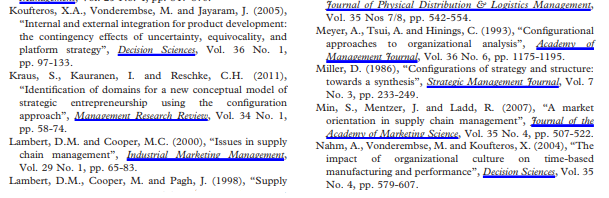 Koufteros, X.A., Vonderembse, M. and Jayaram, J. (2005),
“Internal and external integration for product development:
the contingency effects of uncertainty, equivocality, and
platform strategy”, Decision Sciences, Vol. 36 No. 1,
pp. 97-133.
Kraus, S., Kauranen, I. and Reschke, C.H. (2011),
“Identification of domains for a new conceptual model of
strategic entrepreneurship using the configuration
approach”, Management Research Review, Vol. 34 No. 1,
pp. 58-74.
Lambert, D.M. and Cooper, M.C. (2000), “Issues in supply
chain management”, Industrial Marketing Management,
Vol. 29 No. 1, pp. 65-83.
Lambert, D.M., Cooper, M. and Pagh, J. (1998), “Supply
Journal of Physical Distribution & Logistics Management,
Vol. 35 Nos 7/8, pp. 542-554.
Meyer, A., Tsui, A. and Hinings, C. (1993), “Configurational
approaches to organizational analysis”, Academy of
Management Journal, Vol. 36 No. 6, pp. 1175-1195.
Miller, D. (1986), “Configurations of strategy and structure:
towards a synthesis”, Strategic Management Journal, Vol. 7
No. 3, pp. 233-249.
Min, S., Mentzer, J. and Ladd, R. (2007), “A market
orientation in supply chain management”, Journal of the
Academy of Marketing Science, Vol. 35 No. 4, pp. 507-522.
Nahm, A., Vonderembse, M. and Koufteros, X. (2004), “The
impact of organizational culture on time-based
manufacturing and performance”, Decision Sciences, Vol. 35
No. 4, pp. 579-607.